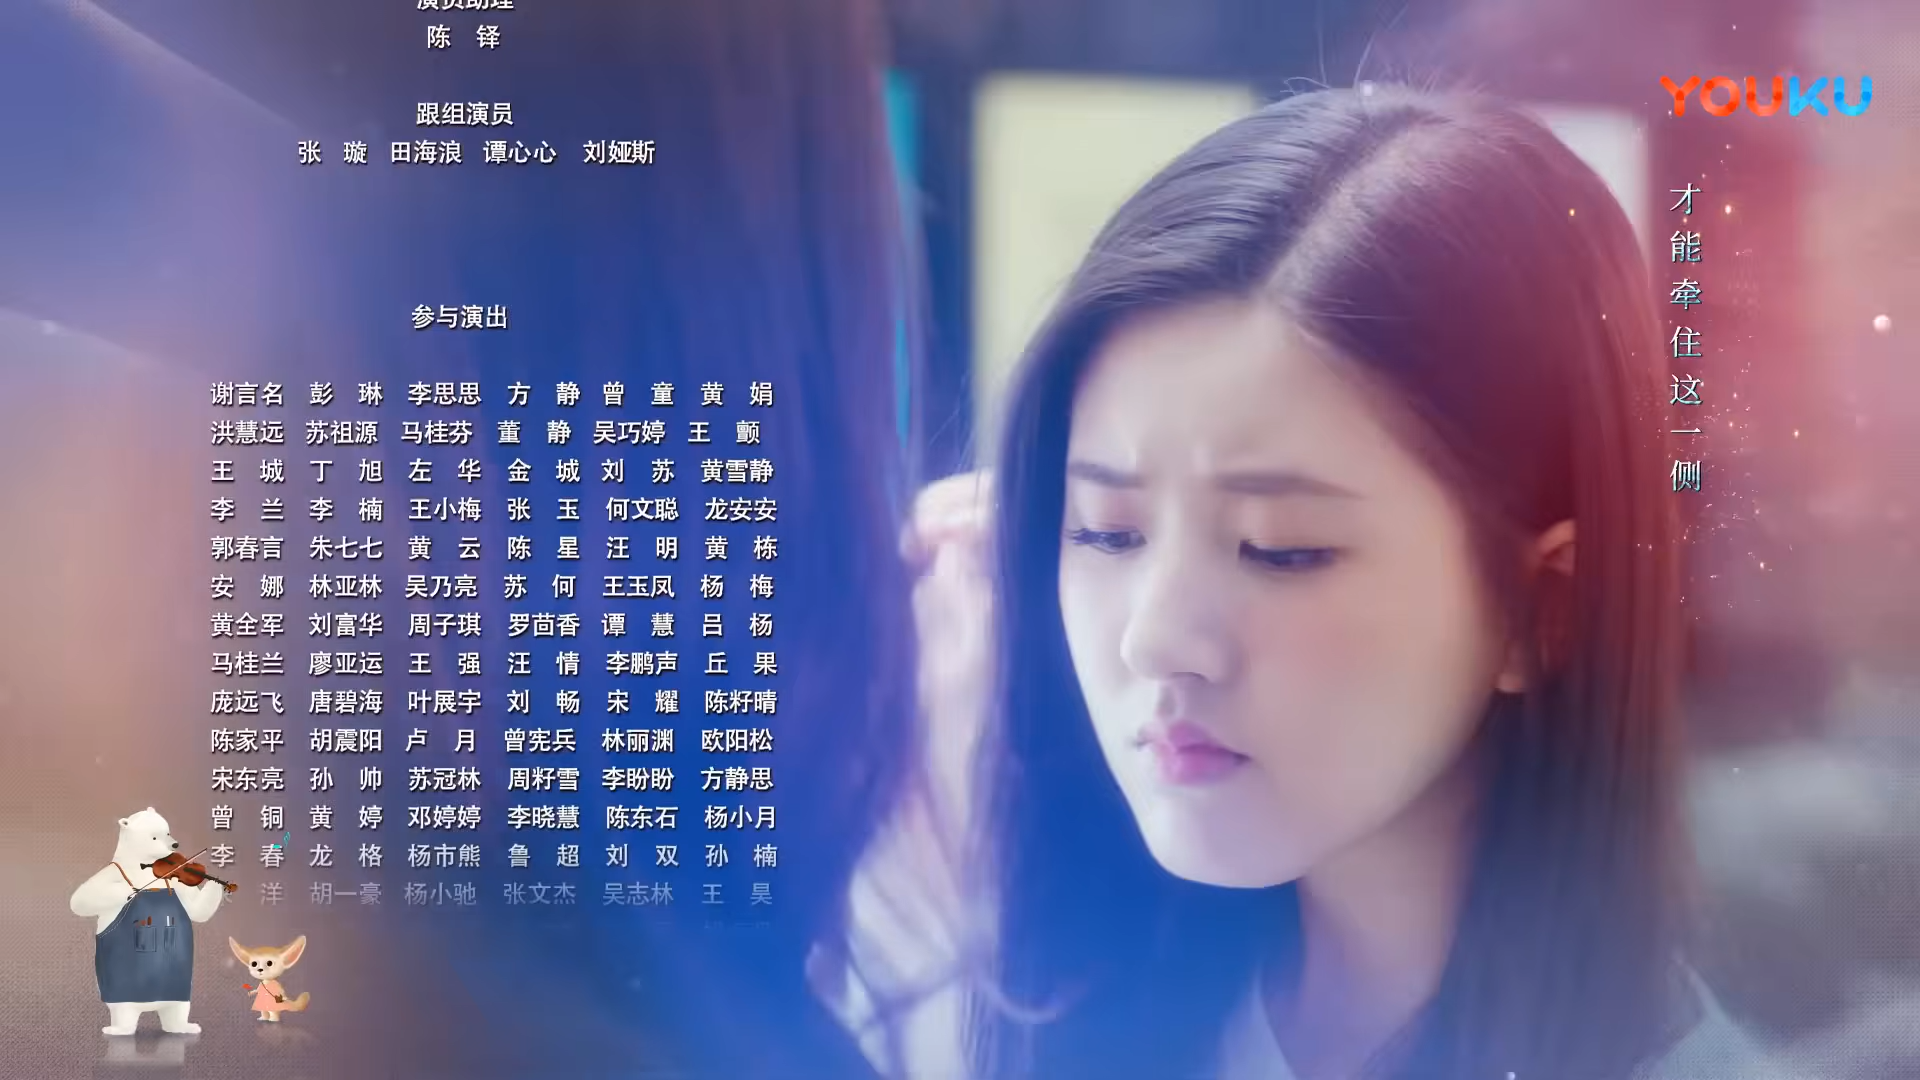 演员助理
陈 铎
跟组演员
张 璇 田海浪 谭心心 刘娅斯
参与演出
谢言名 彭 琳 李思思 方 静 曾 童 黄 娟
洪慧远 苏祖源 马桂芬 董 静 吴巧婷 王 颤
王 城 丁 旭 左 华 金 城 刘 苏 黄雪静
李 兰 李 楠 王小梅 张 玉 何文聪 龙安安
郭春言 朱七七 黄 云 陈 星 汪 明 黄 栋
安 娜 林亚林 吴乃亮 苏 何 王玉凤 杨 梅
黄全军 刘富华 周子琪 罗茴香 谭 慧 吕 杨
马桂兰 廖亚运 王 强 汪 情 李鹏声 丘 果
庞远飞 唐碧海 叶展宇 刘 畅 宋 耀 陈籽晴
陈家平 胡震阳 卢 月 曾宪兵 林丽渊 欧阳松
宋东亮 孙 帅 苏冠林 周籽雪 李盼盼 方静思
曾 铜 黄 婷 邓婷婷 李晓慧 陈东石 杨小月
李 春 龙 格 杨市熊 鲁 超 刘 双 孙 楠
洋 胡一豪 杨小驰 张文杰 吴志林 王 昊
YOUKU
才能牵住这一侧